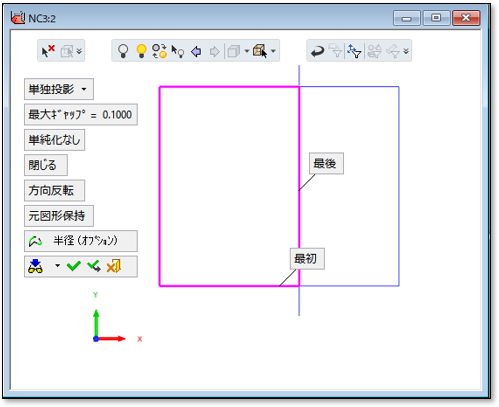 NC3:2
単独投影
最大ｷﾞｬｯﾌﾟ = 0.1000
単純化なし
閉じる
方向反転
元図形保持
半径 (ｵﾌﾟｼｮﾝ)
最後
最初
Y
X